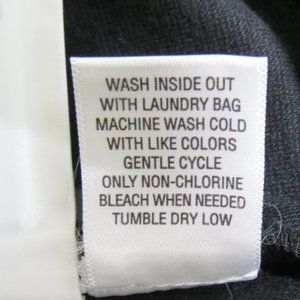 WASH INSIDE OUT
WITH LAUNDRY BAG
MACHINE WASH COLD
WITH LIKE COLORS
GENTLE CYCLE
ONLY NON-CHLORINE
BLEACH WHEN NEEDED
TUMBLE DRY LOW